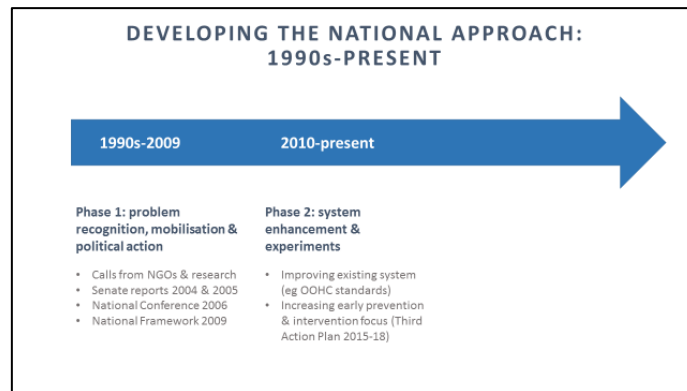 DEVELOPING THE NATIONAL APPROACH:
1990s-PRESENT
1990s-2009
2010-present
Phase 1: problem
recognition, mobilisation &
political action
• Calls from NGOs & research
• Senate reports 2004 & 2005
• National Conference 2006
• National Framework 2009
Phase 2: system
enhancement &
experiments
• Improving existing system
(eg OOHC standards)
• Increasing early prevention
& intervention focus (Third
Action Plan 2015-18)